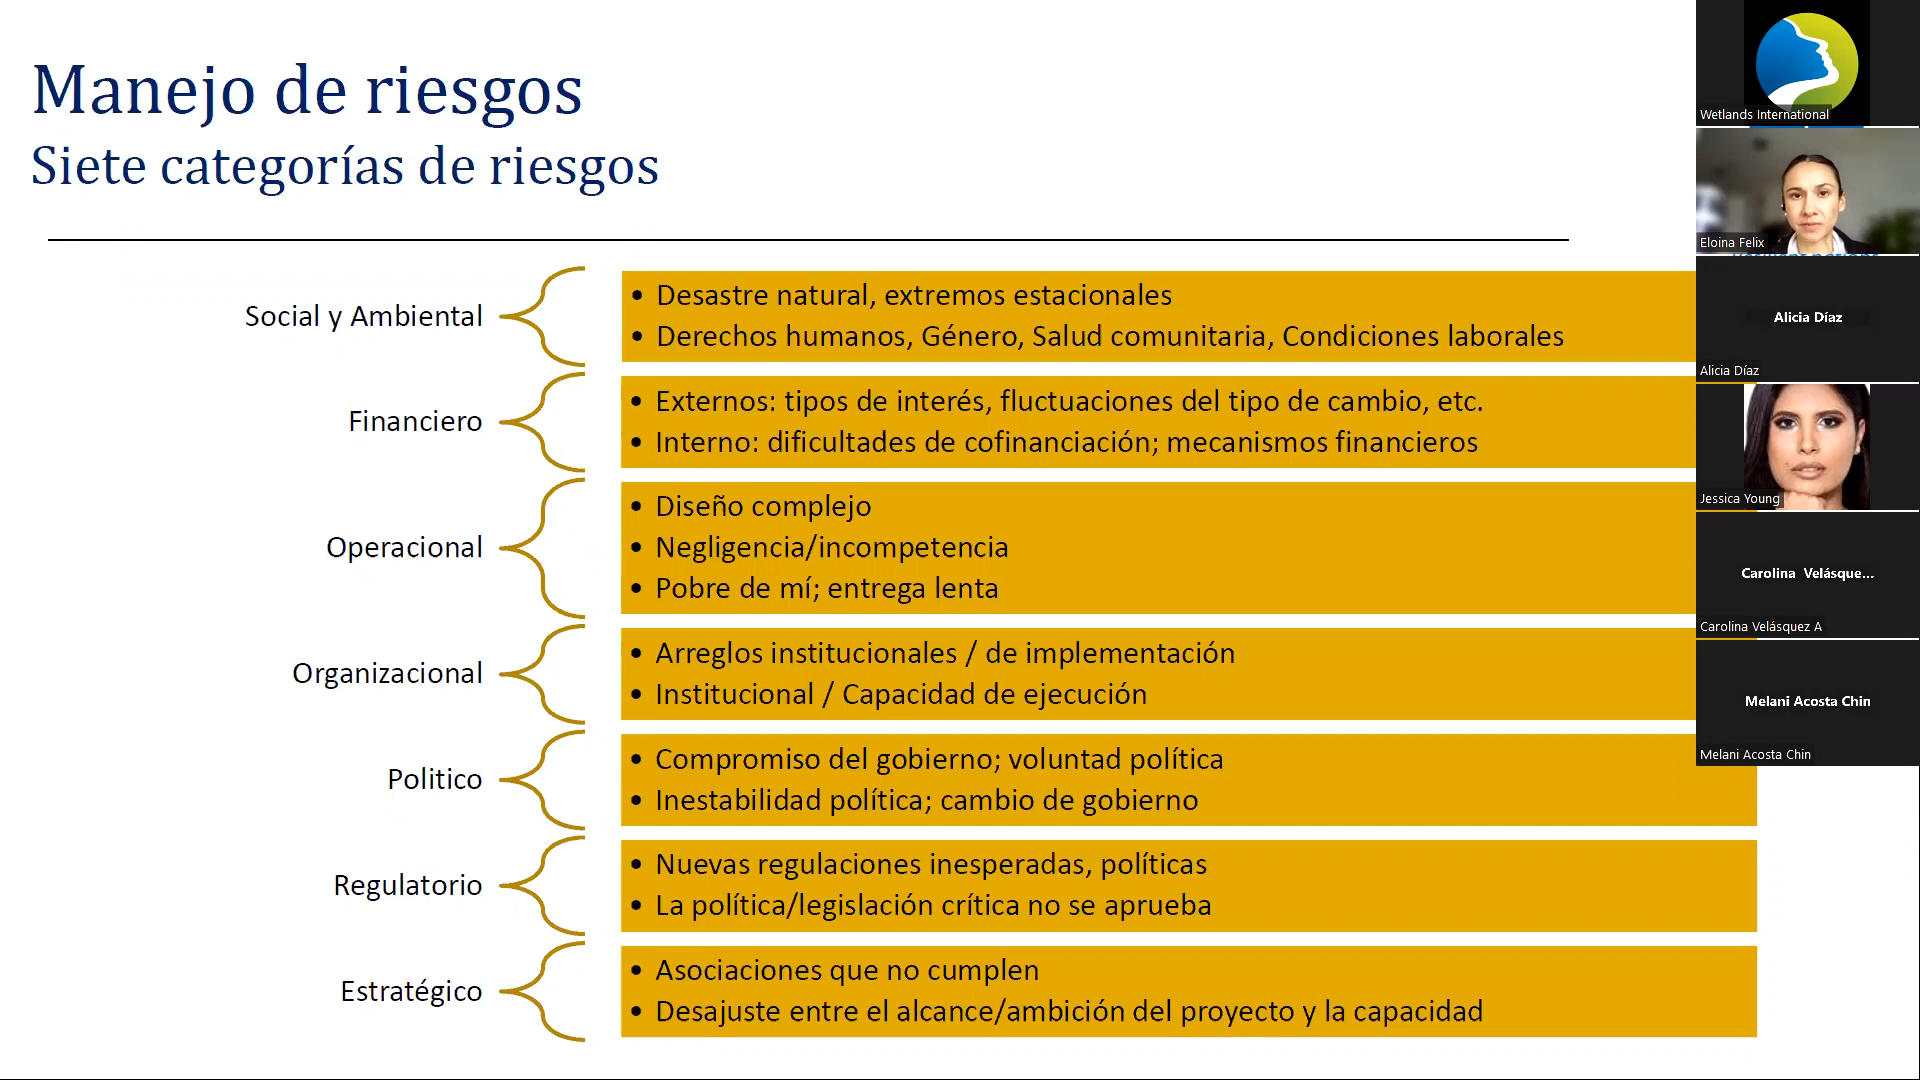 Manejo de riesgos
Siete categorías de riesgos
Social y Ambiental
• Desastre natural, extremos estacionales
• Derechos humanos, Género, Salud comunitaria, Condiciones laborales
Financiero
• Externos: tipos de interés, fluctuaciones del tipo de cambio, etc.
• Interno: dificultades de cofinanciación; mecanismos financieros
Operacional
• Diseño complejo
• Negligencia/incompetencia
• Pobre de mí; entrega lenta
Organizacional
• Arreglos institucionales / de implementación
• Institucional / Capacidad de ejecución
Politico
• Compromiso del gobierno; voluntad política
• Inestabilidad política; cambio de gobierno
Regulatorio
• Nuevas regulaciones inesperadas, políticas
• La política/legislación crítica no se aprueba
Estratégico
• Asociaciones que no cumplen
• Desajuste entre el alcance/ambición del proyecto y la capacidad
Wetlands International
Eloina Felix
Alicia Díaz
Alicia Díaz
Jessica Young
Carolina Velásque...
Carolina Velásquez A
Melani Acosta Chin
Melani Acosta Chin